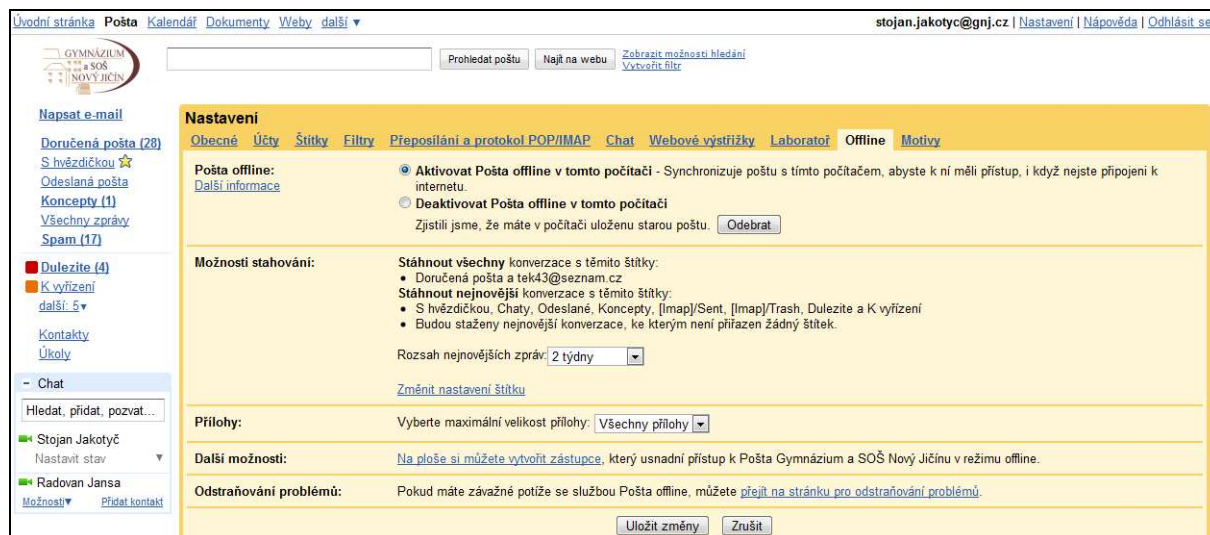 Úvodní stránka Pošta Kalendář Dokumenty Weby další ▼
stojan.jakotyc@gnj.cz | Nastavení | Nápověda | Odhlásit se
GYMNÁZIUM
a SOŠ
NOVÝ JIČÍN
Prohledat poštu Najít na webu Zobrazit možnosti hledání
Vytvořit filtr
Napsat e-mail
Doručená pošta (28)
S hvězdičkou
Odeslaná pošta
Koncepty (1)
Všechny zprávy
Spam (17)
Dulezite (4)
K vyřízení
další: 5▼
Kontakty
Úkoly
− Chat
Hledat, přidat, pozvat...
Stojan Jakotyč
Nastavit stav ▼
Radovan Jansa
Možnosti▼ Přidat kontakt
Nastavení
Obecné Účty Štítky Filtry Přeposílání a protokol POP/IMAP Chat Webové výstřižky Laboratoř Offline Motivy
Pošta offline:
Další informace
Aktivovat Pošta offline v tomto počítači - Synchronizuje poštu s tímto počítačem, abyste k ní měli přístup, i když nejste připojeni k
internetu.
Deaktivovat Pošta offline v tomto počítači
Zjistili jsme, že máte v počítači uloženu starou poštu. Odebrat
Možnosti stahování:
Stáhnout všechny konverzace s těmito štítky:
• Doručená pošta a tek43@seznam.cz
Stáhnout nejnovější konverzace s těmito štítky:
• S hvězdičkou, Chaty, Odeslané, Koncepty, [Imap]/Sent, [Imap]/Trash, Dulezite a K vyřízení
• Budou staženy nejnovější konverzace, ke kterým není přiřazen žádný štítek.
Rozsah nejnovějších zpráv: 2 týdny
Změnit nastavení štítku
Přílohy: Vyberte maximální velikost přílohy: Všechny přílohy
Další možnosti: Na ploše si můžete vytvořit zástupce, který usnadní přístup k Pošta Gymnázium a SOŠ Nový Jičínu v režimu offline.
Odstraňování problémů: Pokud máte závažné potíže se službou Pošta offline, můžete přejít na stránku pro odstraňování problémů.
Uložit změny Zrušit